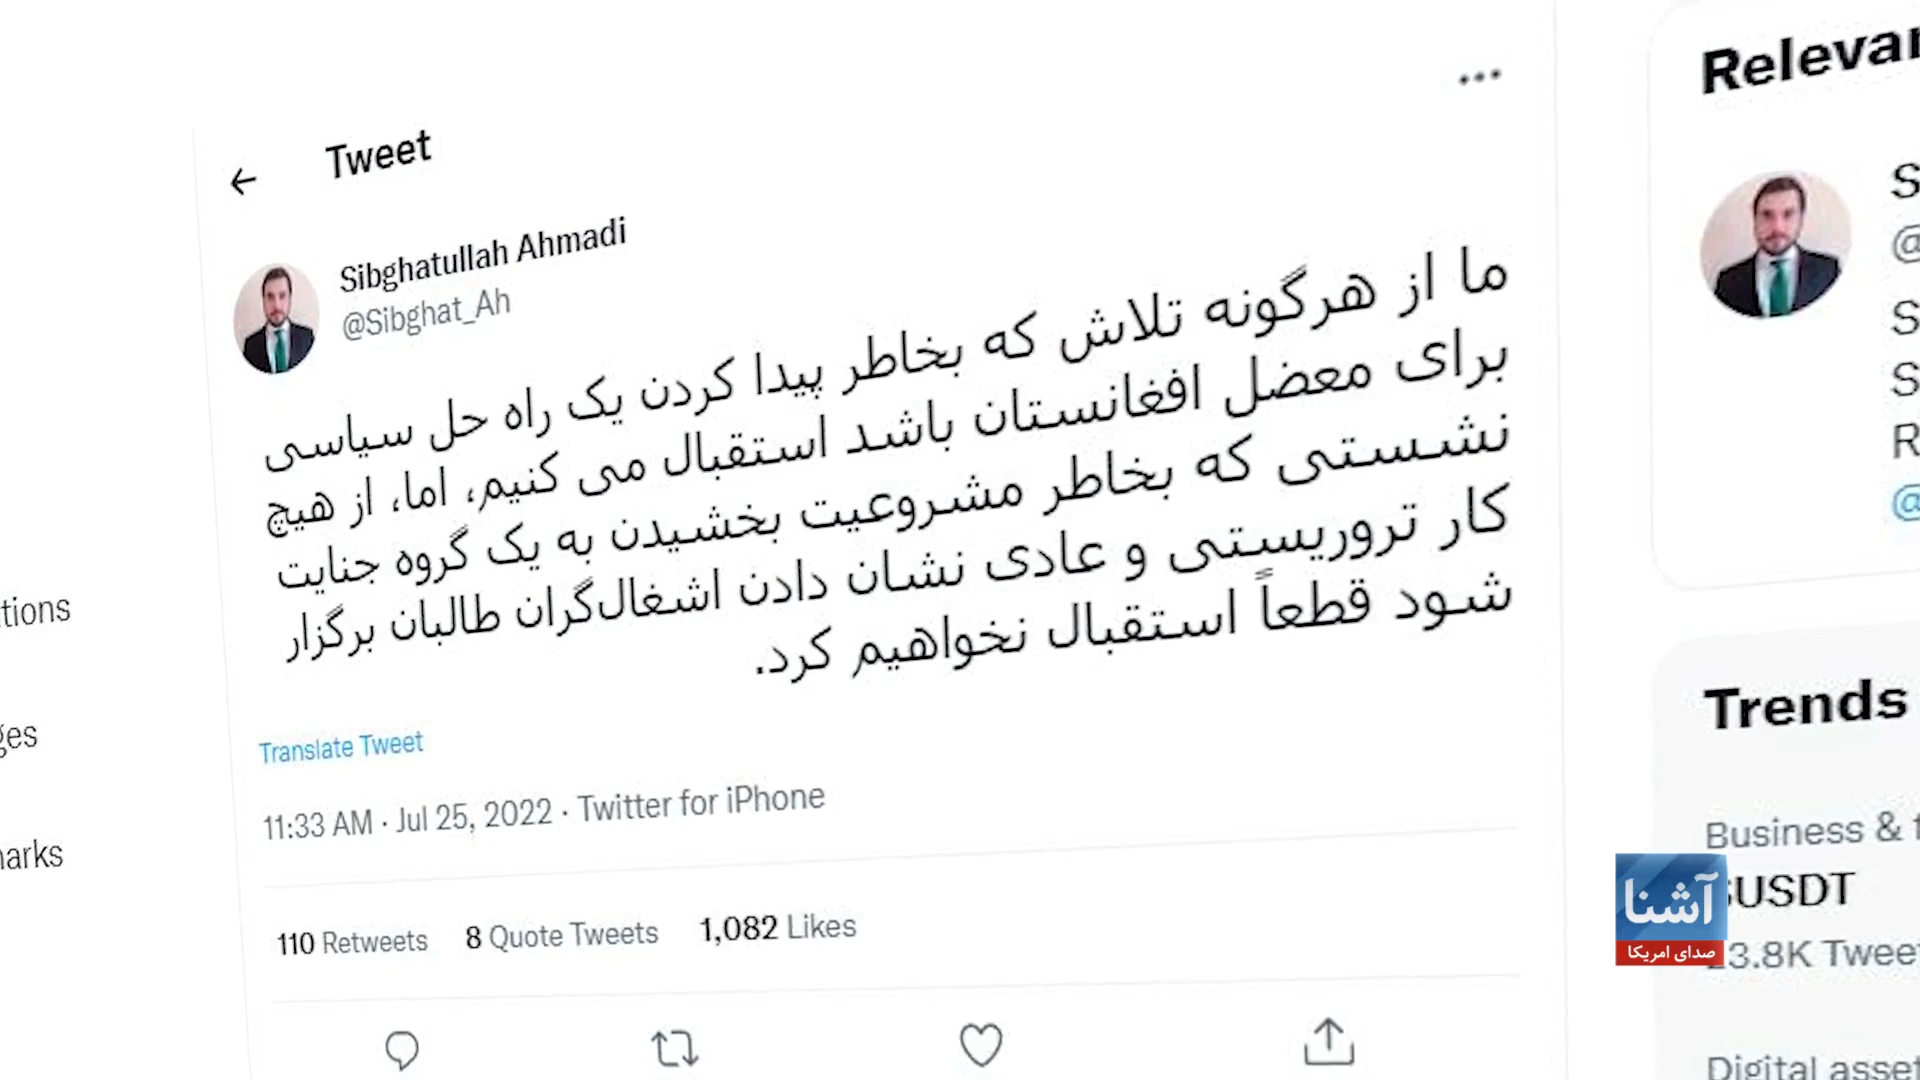 Tweet
Sibghatullah Ahmadi
@Sibghat_Ah
ما از هرگونه تلاش که بخاطر پیدا کردن یک راه حل سیاسی
برای معضل افغانستان باشد استقبال می کنیم، اما، از هیچ
نشستی که بخاطر مشروعیت بخشیدن به یک گروه جنایت
کار تروریستی و عادی نشان دادن اشغال‌گران طالبان برگزار
شود قطعاً استقبال نخواهیم کرد.
Translate Tweet
11:33 AM · Jul 25, 2022 · Twitter for iPhone
110 Retweets 8 Quote Tweets 1,082 Likes
Trends
Business &
USDT
Digital
آشنا
صدای امریکا